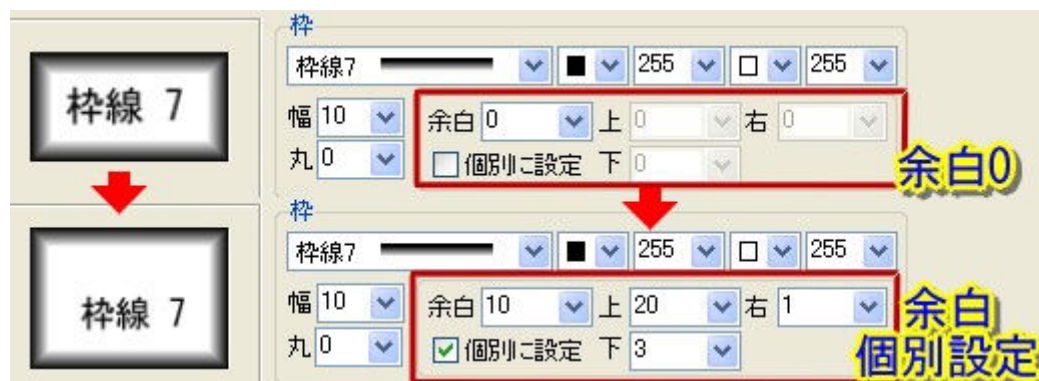 枠
枠線7 255 255
枠線 7
幅 10 余白 0 上 0 右 0
丸 0 個別に設定 下 0
余白0
枠
枠線7 255 255
枠線 7
幅 10 余白 10 上 20 右 1
丸 0 個別に設定 下 3
余白
個別設定